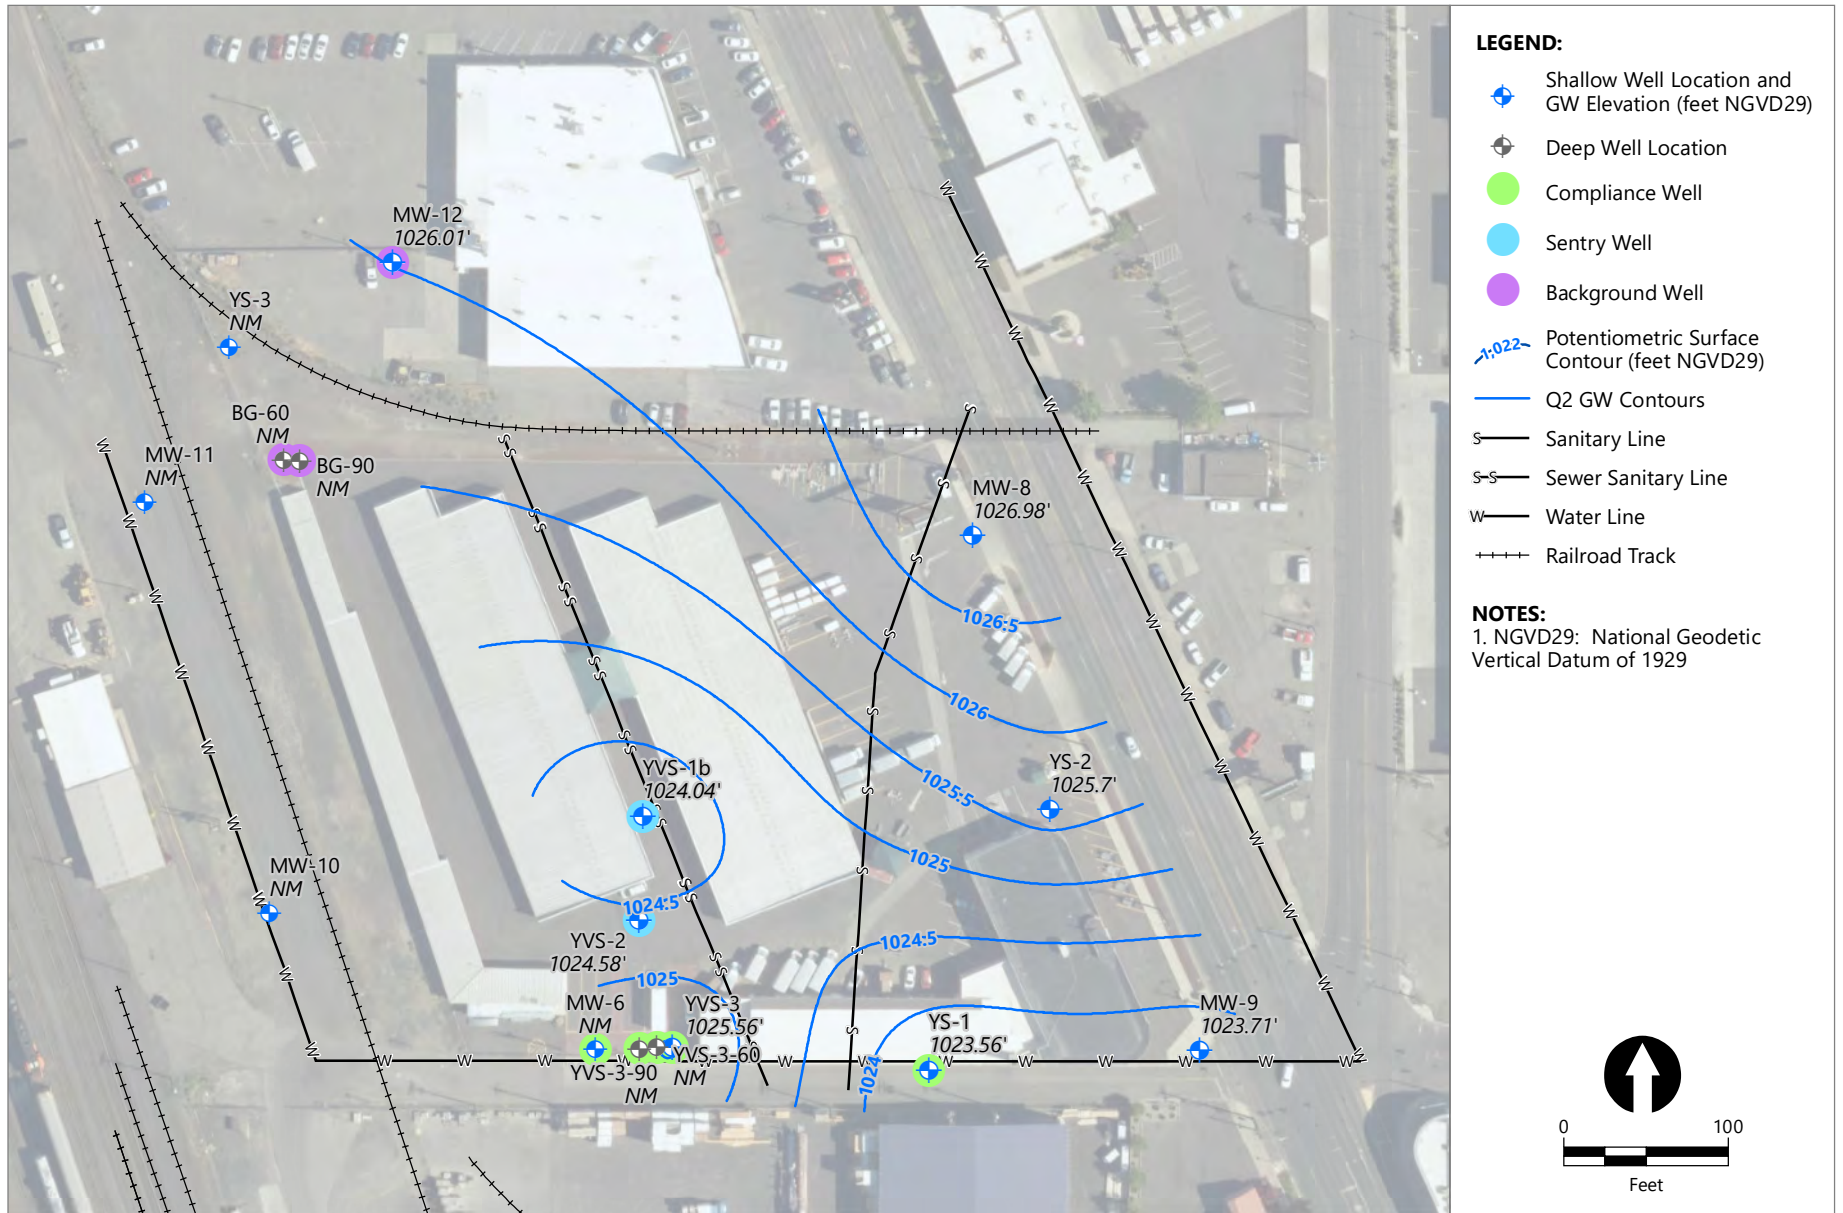 MW-12
1026.01'
YS-3
NM
BG-60
NM
MW-11
NM
BG-90
NM
MW-8
1026.98'
1026.5
1026
YS-2
1025.7'
1025.5
YVS-1b
1024.04'
1025
MW-10
NM
1024.5
YVS-2
1024.58'
1024.5
1025
MW-6
NM
YVS-3
1025.56'
YVS-3-60
NM
YVS-3-90
NM
YS-1
1023.56'
MW-9
1023.71'
1024
LEGEND:
Shallow Well Location and
GW Elevation (feet NGVD29)
Deep Well Location
Compliance Well
Sentry Well
Background Well
1,022
Potentiometric Surface
Contour (feet NGVD29)
Q2 GW Contours
S
Sanitary Line
S S
Sewer Sanitary Line
W
Water Line
Railroad Track
NOTES:
1. NGVD29: National Geodetic
Vertical Datum of 1929
0 100
Feet